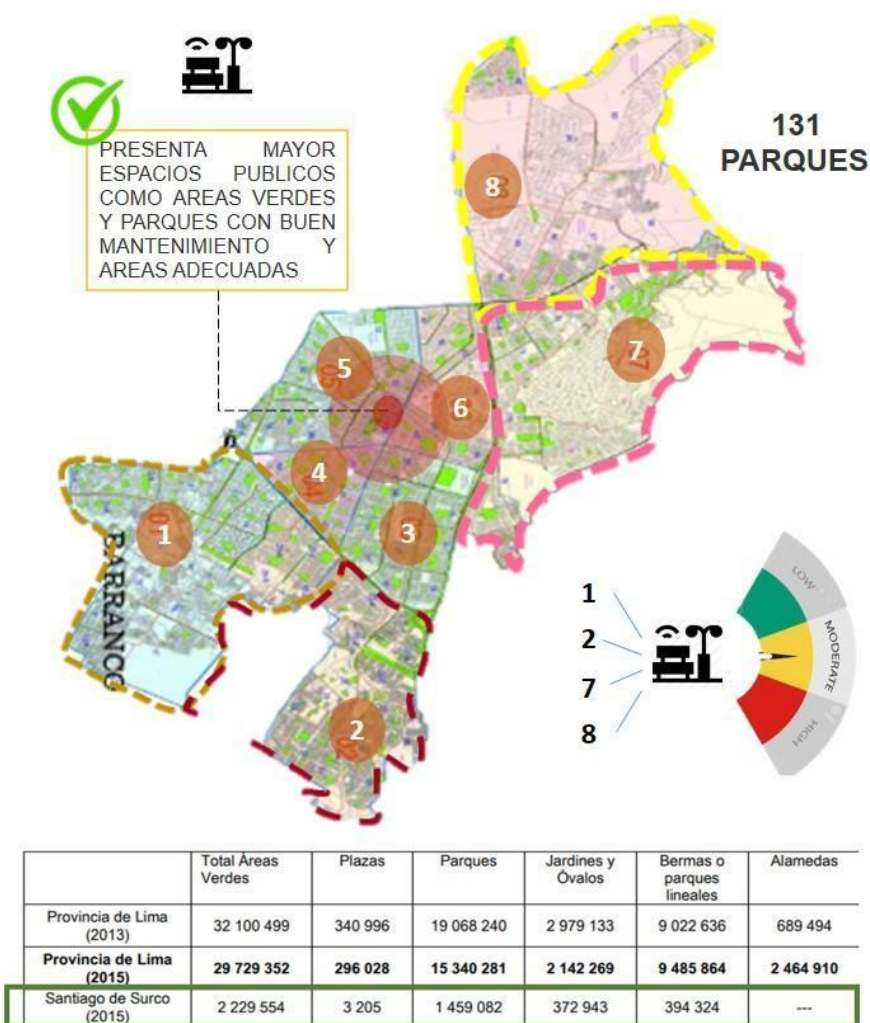 PRESENTA MAYOR
ESPACIOS PUBLICOS
COMO AREAS VERDES
Y PARQUES CON BUEN
MANTENIMIENTO Y
AREAS ADECUADAS
131
PARQUES
8
7
5
6
4
3
1
BARRANCO
2
1
2
7
8
LOW
MODERATE
HIGH
Total Áreas Verdes Plazas Parques Jardines y Óvalos Bermas o parques lineales Alamedas
Provincia de Lima (2013) 32 100 499 340 996 19 068 240 2 979 133 9 022 636 689 494
Provincia de Lima (2015) 29 729 352 296 028 15 340 281 2 142 269 9 485 864 2 464 910
Santiago de Surco (2015) 2 229 554 3 205 1 459 082 372 943 394 324 ---